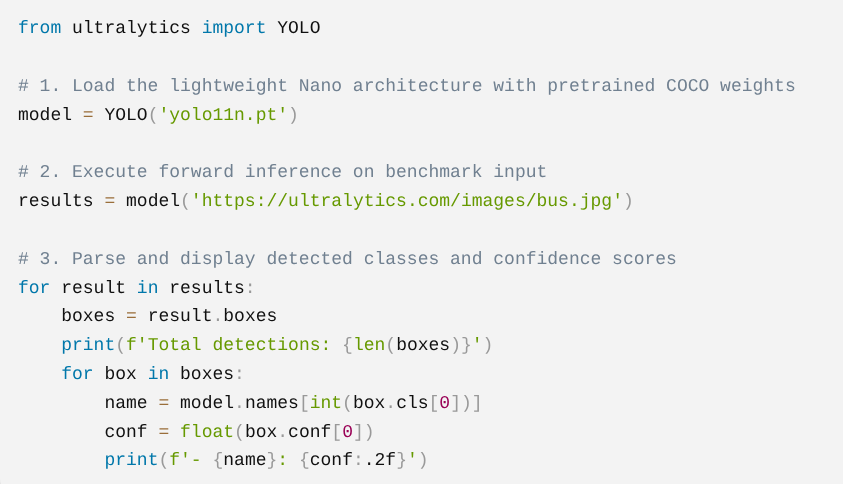 from ultralytics import YOLO

# 1. Load the lightweight Nano architecture with pretrained COCO weights
model = YOLO('yolo11n.pt')

# 2. Execute forward inference on benchmark input
results = model('https://ultralytics.com/images/bus.jpg')

# 3. Parse and display detected classes and confidence scores
for result in results:
    boxes = result.boxes
    print(f'Total detections: {len(boxes)}')
    for box in boxes:
        name = model.names[int(box.cls[0])]
        conf = float(box.conf[0])
        print(f'- {name}: {conf:.2f}')